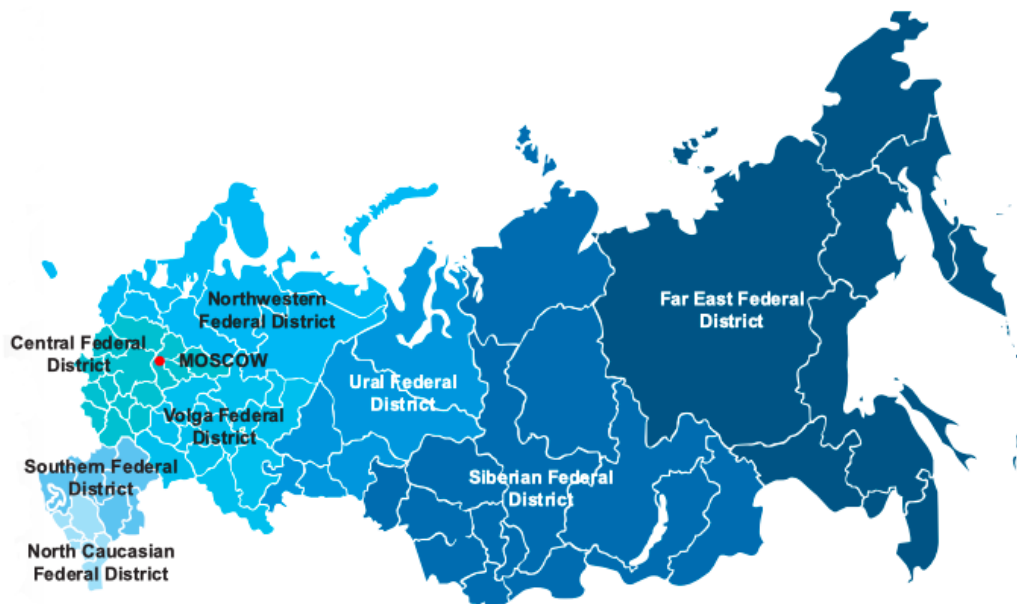 Northwestern
Federal District
Far East Federal
District
Central Federal
District
MOSCOW
Ural Federal
District
Volga Federal
District
Southern Federal
District
Siberian Federal
District
North Caucasian
Federal District